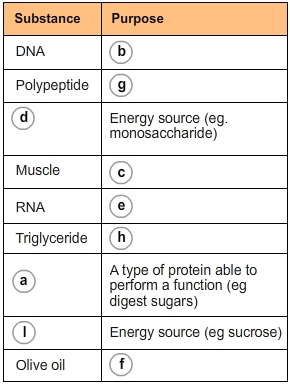 Substance Purpose
DNA b
Polypeptide g
d Energy source (eg.
monosaccharide)
Muscle c
RNA e
Triglyceride h
a A type of protein able to
perform a function (eg
digest sugars)
l Energy source (eg sucrose)
Olive oil f